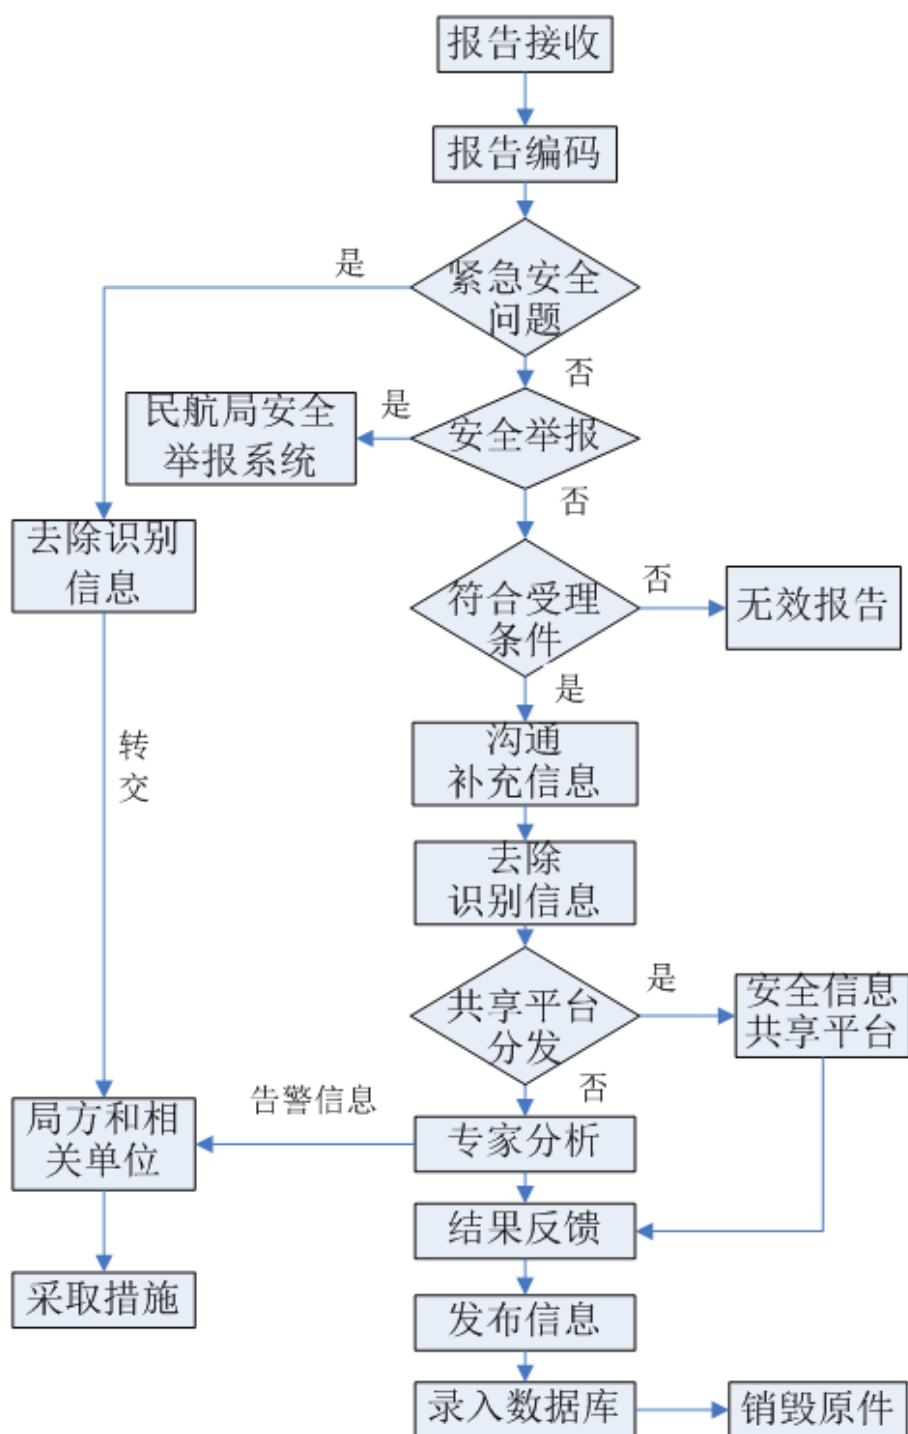 报告接收
报告编码
是
紧急安全
问题
否
民航局安全
举报系统
是
安全举报
否
去除识别
信息
符合受理
条件
否
无效报告
是
转
交
沟通
补充信息
去除
识别信息
共享平台
分发
是
安全信息
共享平台
否
告警信息
局方和相
关单位
专家分析
结果反馈
采取措施
发布信息
录入数据库
销毁原件